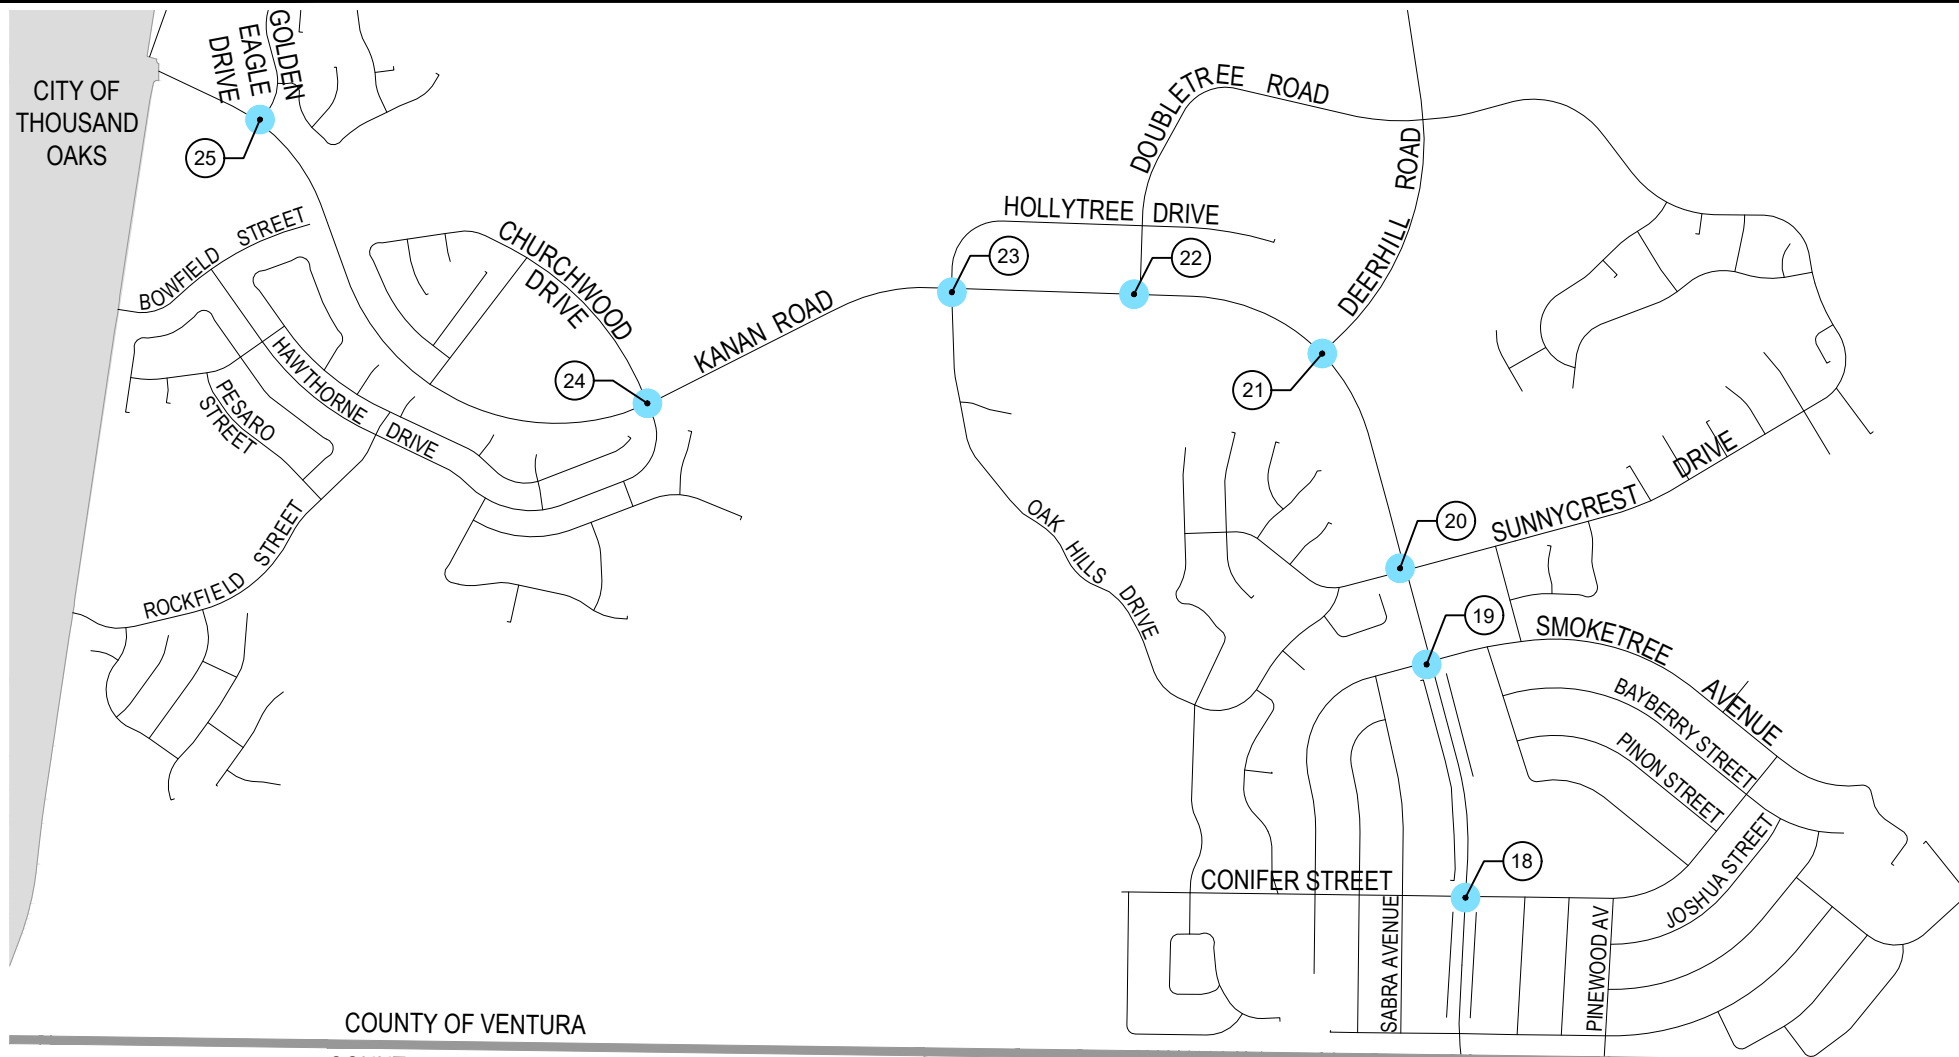 GOLDEN
EAGLE
DRIVE
CITY OF
THOUSAND
OAKS
25
DOUBLETREE ROAD
DEERHILL ROAD
HOLLYTREE DRIVE
BOWFIELD STREET
CHURCHWOOD
DRIVE
23
22
KANAN ROAD
24
21
HAWTHORNE DRIVE
PESARO
STREET
SUNNYCREST DRIVE
OAK HILLS DRIVE
20
ROCKFIELD STREET
19
SMOKETREE AVENUE
BAYBERRY STREET
PINON STREET
JOSHUA STREET
18
CONIFER STREET
SABRA AVENUE
PINEWOOD AV
COUNTY OF VENTURA